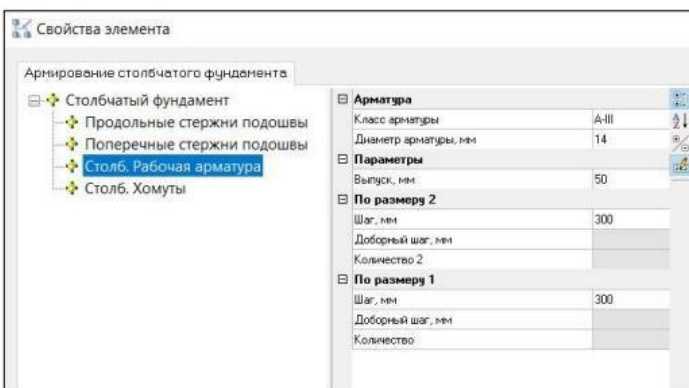 Свойства элемента
Армирование столбчатого фундамента
Столбчатый фундамент
Продольные стержни подошвы
Поперечные стержни подошвы
Столб. Рабочая арматура
Столб. Хомуты
Арматура
Класс арматуры A-III
Диаметр арматуры, мм 14
Параметры
Выпуск, мм 50
По размеру 2
Шаг, мм 300
Доборный шаг, мм
Количество 2
По размеру 1
Шаг, мм 300
Доборный шаг, мм
Количество